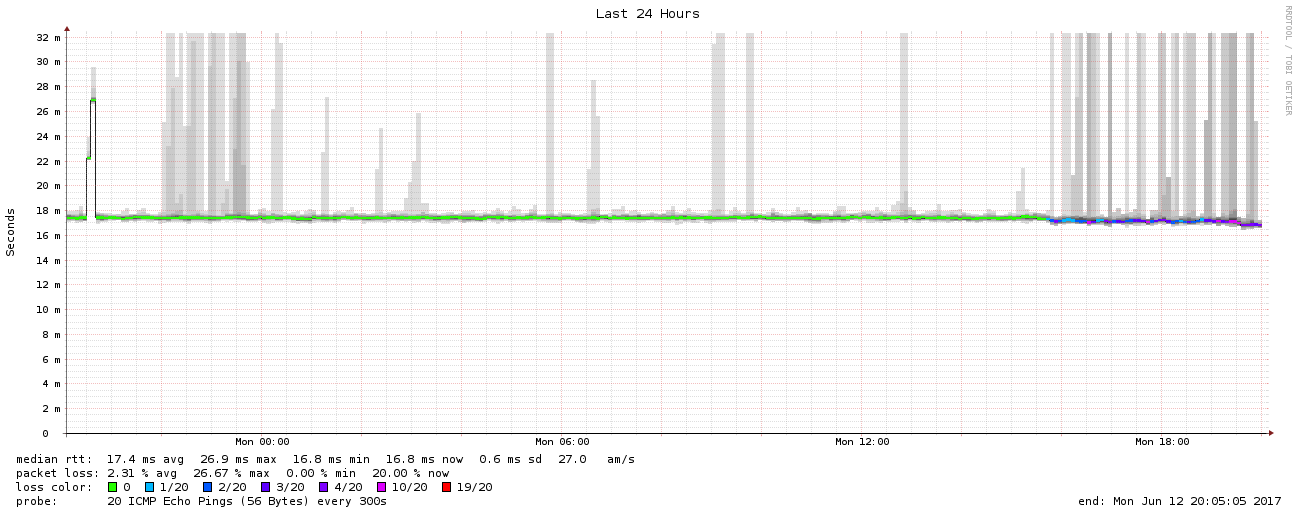 Last 24 Hours
RRDTOOL / TOBI OETIKER
Seconds
32 m
30 m
28 m
26 m
24 m
22 m
20 m
18 m
16 m
14 m
12 m
10 m
8 m
6 m
4 m
2 m
0
Mon 00:00 Mon 06:00 Mon 12:00 Mon 18:00
median rtt: 17.4 ms avg 26.9 ms max 16.8 ms min 16.8 ms now 0.6 ms sd 27.0 am/s
packet loss: 2.31 % avg 26.67 % max 0.00 % min 20.00 % now
loss color: 0 1/20 2/20 3/20 4/20 10/20 19/20
probe: 20 ICMP Echo Pings (56 Bytes) every 300s end: Mon Jun 12 20:05:05 2017